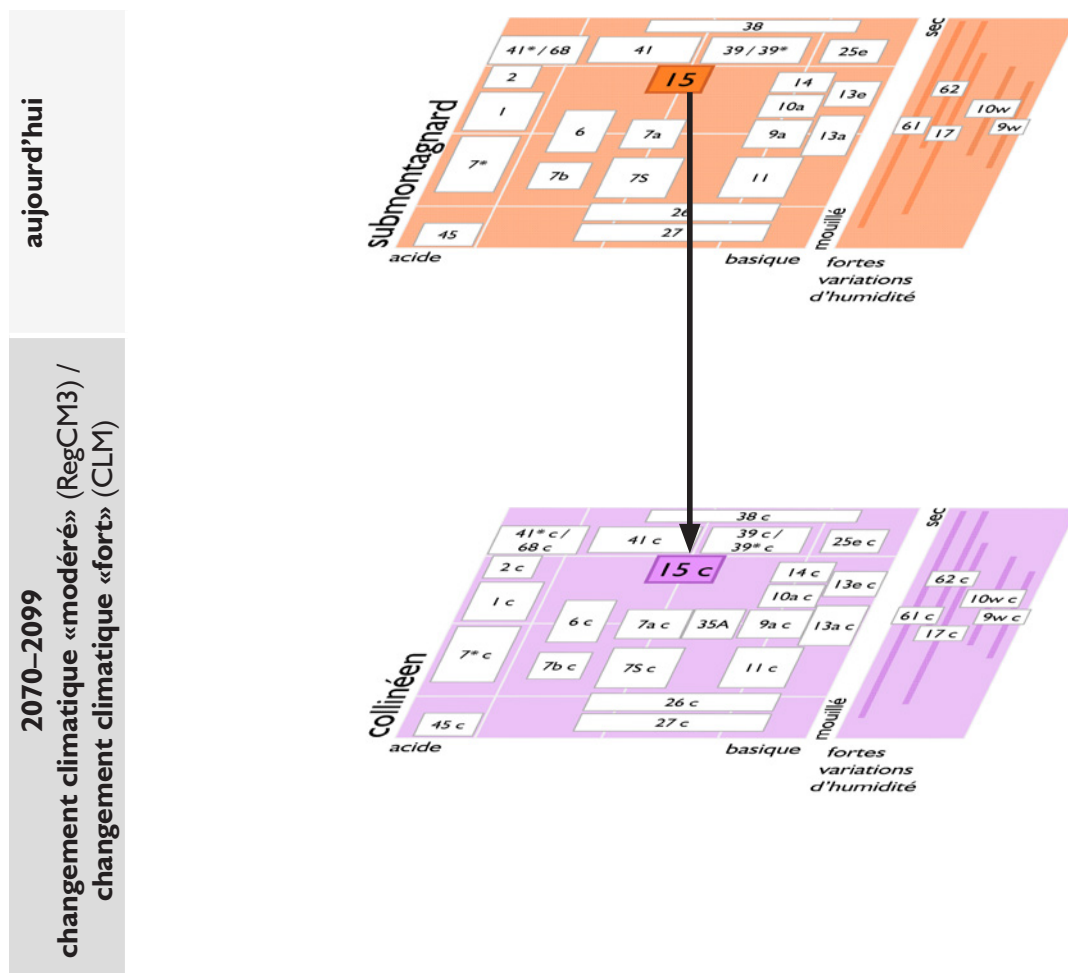 aujourd'hui
submontagnard
38
41* / 68
41
39 / 39*
25e
2
15
14
13e
1
10a
6
7a
9a
13a
7*
7b
7S
11
26
27
45
acide
basique
sec
mouillé
62
10w
61
17
9w
fortes
variations
d'humidité
2070–2099
changement climatique «modéré» (RegCM3) /
changement climatique «fort» (CLM)
collinéen
38 c
41* c /
68 c
41 c
39 c /
39* c
25e c
2 c
15 c
14 c
13e c
1 c
10a c
6 c
7a c
35A
9a c
13a c
7* c
7b c
7S c
11 c
26 c
27 c
45 c
acide
basique
sec
mouillé
62 c
10w c
61 c
17 c
9w c
fortes
variations
d'humidité